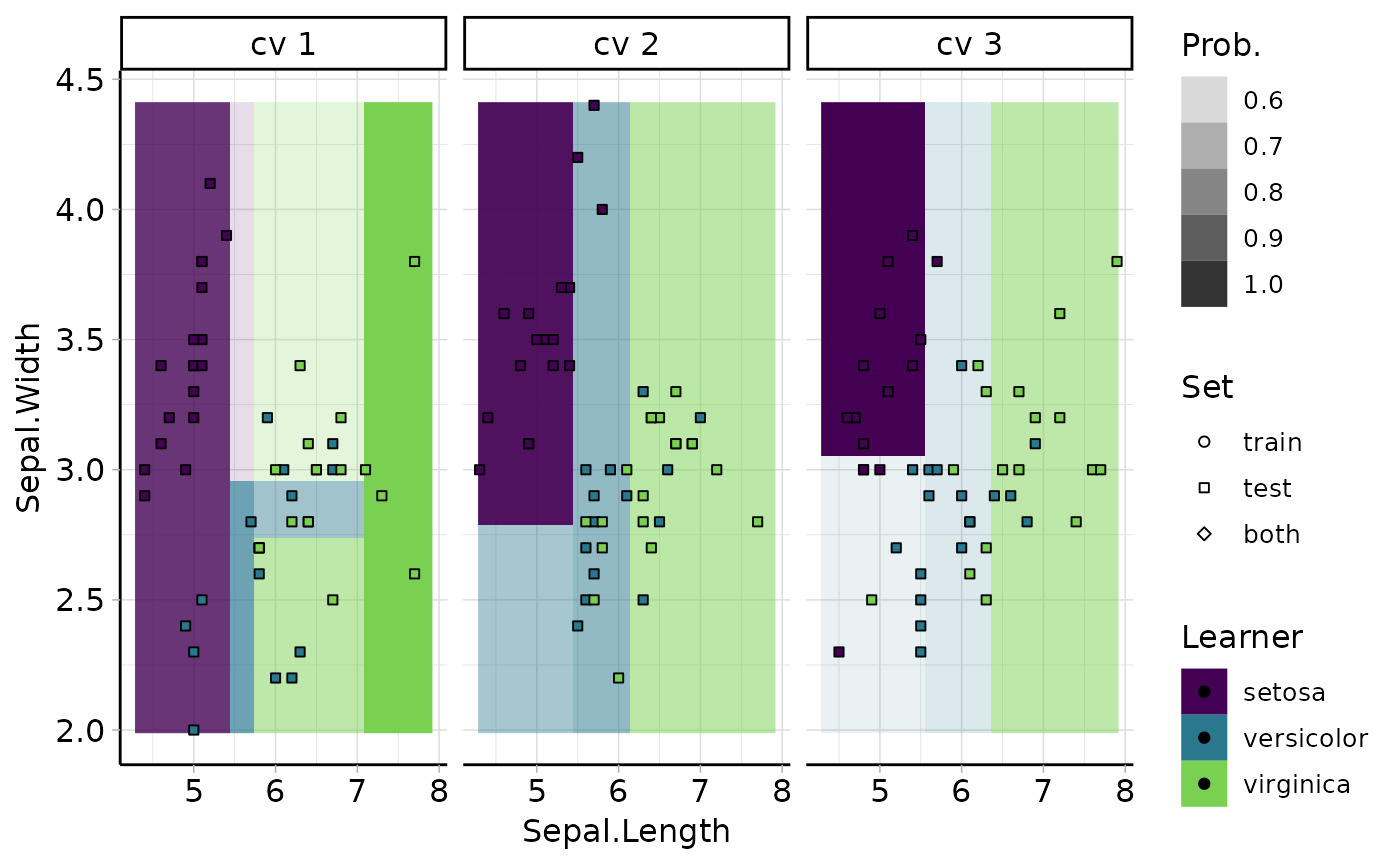 cv 1
cv 2
cv 3
Sepal.Width
4.5
4.0
3.5
3.0
2.5
2.0
5 6 7 8
5 6 7 8
5 6 7 8
Sepal.Length
Prob.
0.6
0.7
0.8
0.9
1.0
Set
train
test
both
Learner
setosa
versicolor
virginica